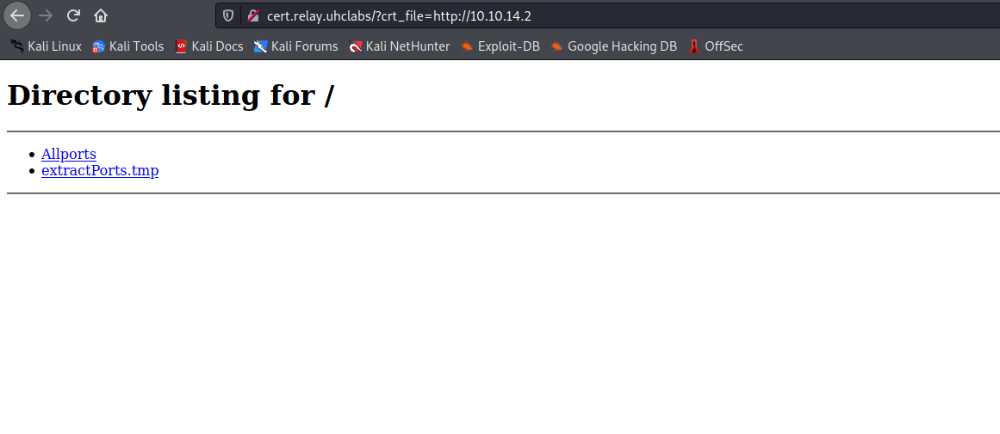 cert.relay.uhclabs/?crt_file=http://10.10.14.2
Kali Linux Kali Tools Kali Docs Kali Forums Kali NetHunter Exploit-DB Google Hacking DB OffSec
Directory listing for /
Allports
extractPorts.tmp